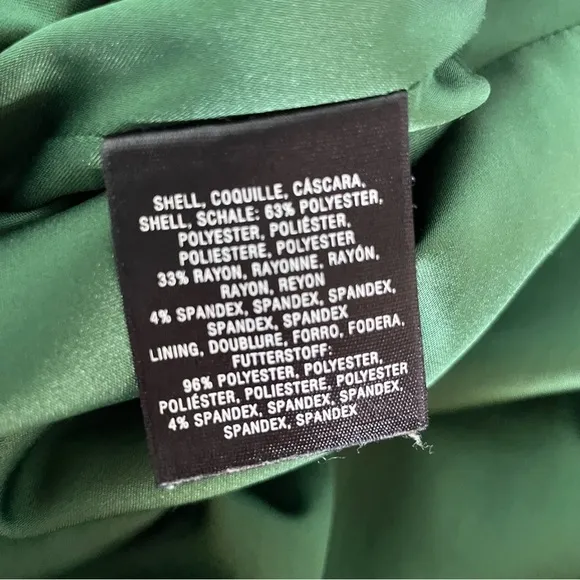 SHELL, COQUILLE, CÁSCARA,
SHELL, SCHALE: 63% POLYESTER,
POLYESTER, POLIÉSTER,
POLIESTERE, POLYESTER
33% RAYON, RAYONNE, RAYÓN,
RAYON, REYON
4% SPANDEX, SPANDEX, SPANDEX,
SPANDEX, SPANDEX
LINING, DOUBLURE, FORRO, FODERA,
FUTTERSTOFF:
96% POLYESTER, POLYESTER,
POLIÉSTER, POLIESTERE, POLYESTER
4% SPANDEX, SPANDEX, SPANDEX,
SPANDEX, SPANDEX